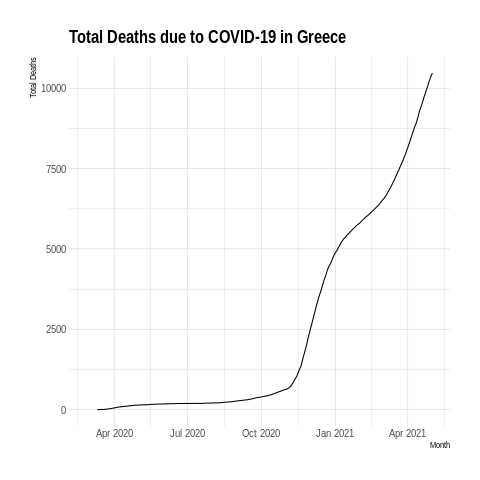 Total Deaths due to COVID-19 in Greece
Total Deaths
10000
7500
5000
2500
0
Apr 2020 Jul 2020 Oct 2020 Jan 2021 Apr 2021
Month